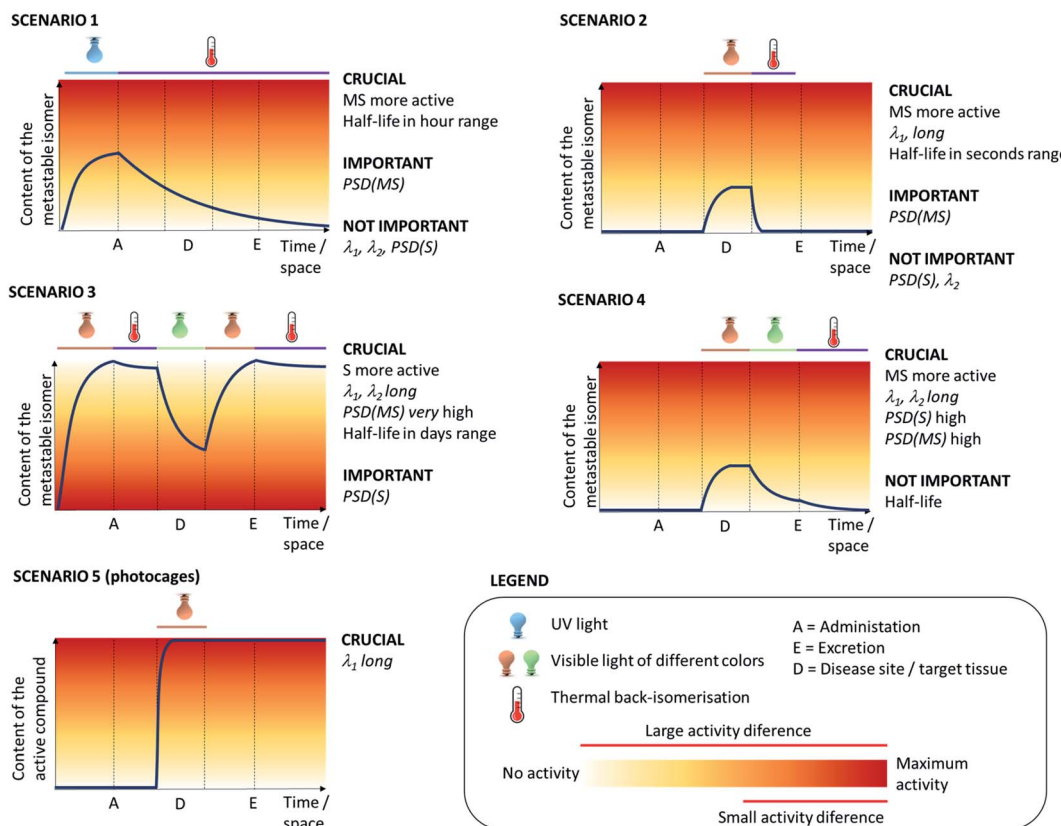 SCENARIO 1
Content of the
metastable isomer
A
D
E
Time /
space
CRUCIAL
MS more active
Half-life in hour range
IMPORTANT
PSD(MS)
NOT IMPORTANT
λ1, λ2, PSD(S)
SCENARIO 2
Content of the
metastable isomer
A
D
E
Time /
space
CRUCIAL
MS more active
λ1, long
Half-life in seconds range
IMPORTANT
PSD(MS)
NOT IMPORTANT
PSD(S), λ2
SCENARIO 3
Content of the
metastable isomer
A
D
E
Time /
space
CRUCIAL
S more active
λ1, λ2 long
PSD(MS) very high
Half-life in days range
IMPORTANT
PSD(S)
SCENARIO 4
Content of the
metastable isomer
A
D
E
Time /
space
CRUCIAL
MS more active
λ1, λ2 long
PSD(S) high
PSD(MS) high
NOT IMPORTANT
Half-life
SCENARIO 5 (photocages)
Content of the
active compound
A
D
E
Time /
space
CRUCIAL
λ1 long
LEGEND
UV light
Visible light of different colors
Thermal back-isomerisation
A = Administation
E = Excretion
D = Disease site / target tissue
Large activity diference
No activity
Maximum
activity
Small activity diference